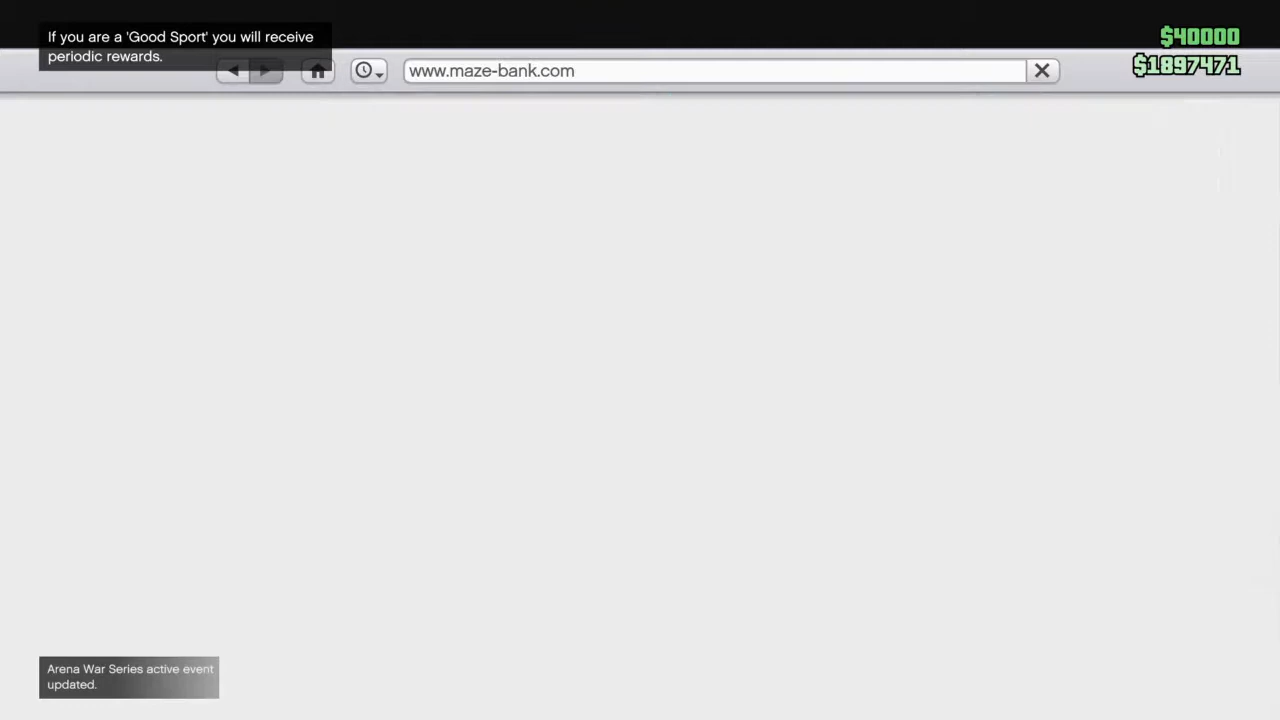 If you are a 'Good Sport' you will receive
periodic rewards.
www.maze-bank.com
$40000
$1897471
Arena War Series active event
updated.